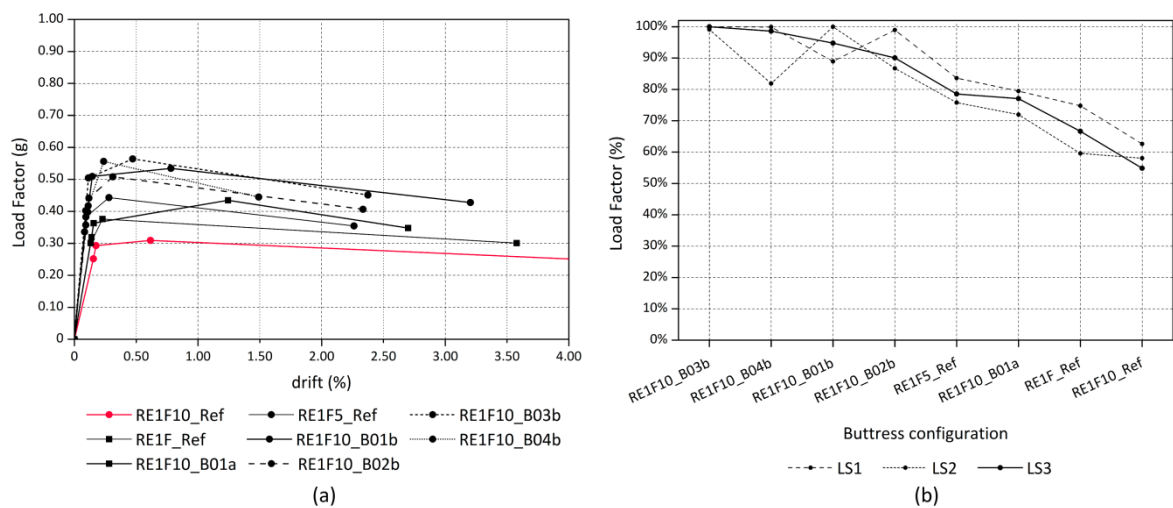 1.00
0.90
0.80
0.70
0.60
0.50
0.40
0.30
0.20
0.10
0
Load Factor (g)
0 0.50 1.00 1.50 2.00 2.50 3.00 3.50 4.00
drift (%)
RE1F10_Ref RE1F5_Ref RE1F10_B03b
RE1F_Ref RE1F10_B01b RE1F10_B04b
RE1F10_B01a RE1F10_B02b
(a)
100%
90%
80%
70%
60%
50%
40%
30%
20%
10%
0%
Load Factor (%)
RE1F10_B03b RE1F10_B04b RE1F10_B01b RE1F10_B02b RE1F5_Ref RE1F10_B01a RE1F_Ref RE1F10_Ref
Buttress configuration
LS1 LS2 LS3
(b)